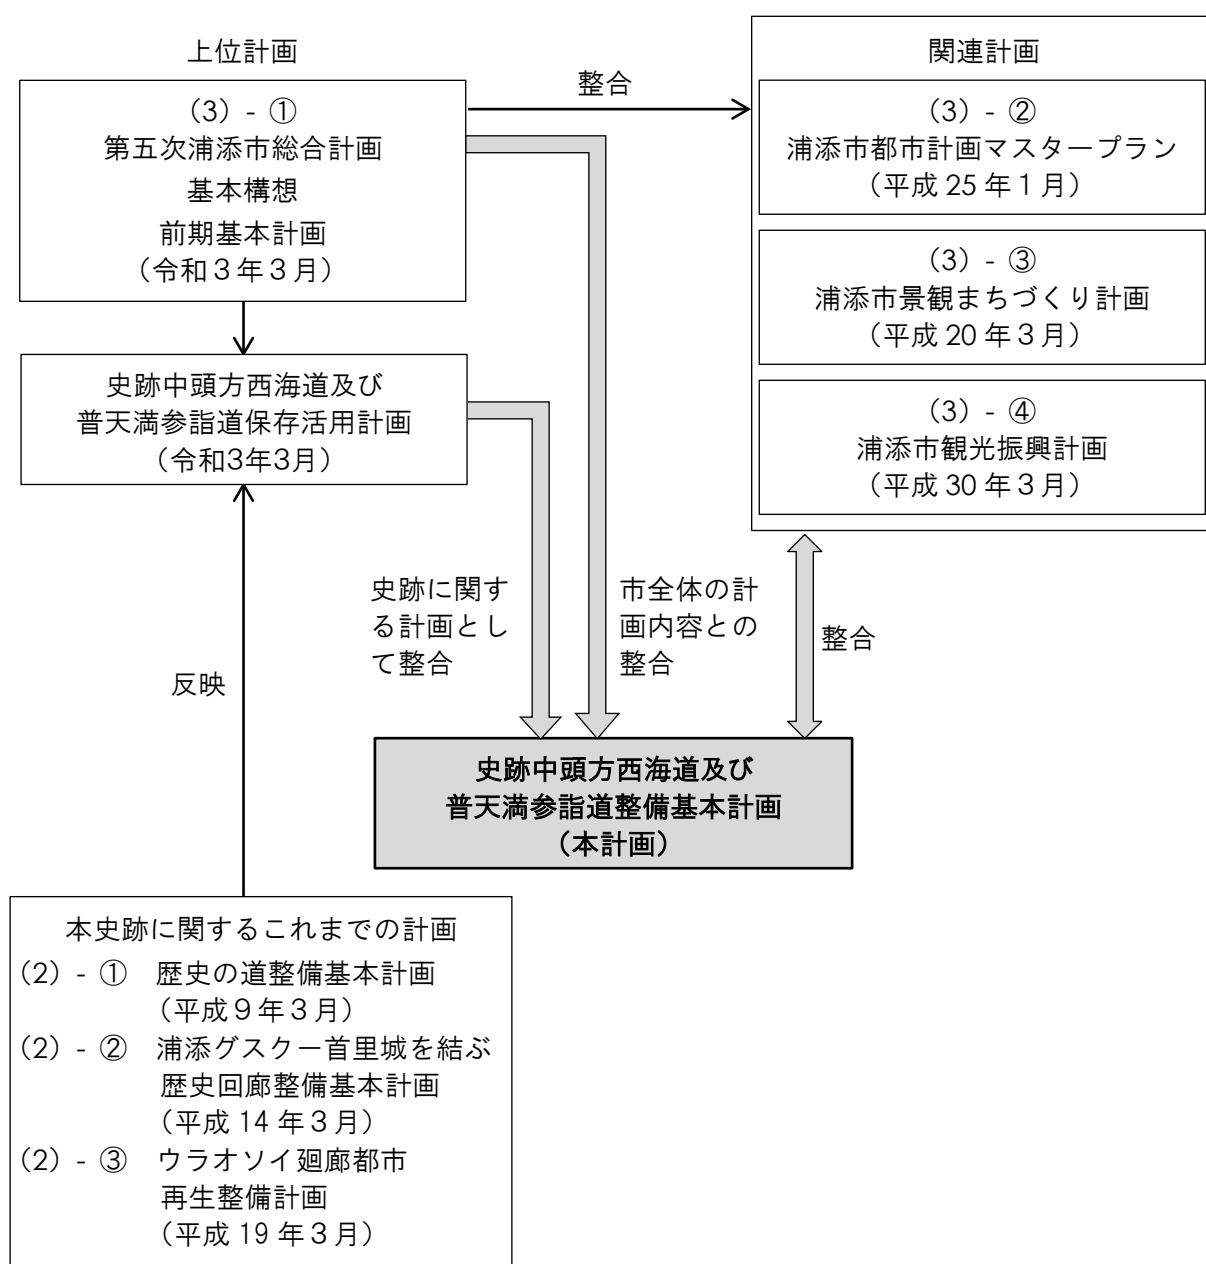 上位計画
(3) - ①
第五次浦添市総合計画
基本構想
前期基本計画
(令和３年３月)
整合
関連計画
(3) - ②
浦添市都市計画マスタープラン
(平成 25 年１月)
(3) - ③
浦添市景観まちづくり計画
(平成 20 年３月)
(3) - ④
浦添市観光振興計画
(平成 30 年３月)
史跡中頭方西海道及び
普天満参詣道保存活用計画
(令和3年3月)
史跡に関す
る計画とし
て整合
市全体の計
画内容との
整合
整合
反映
史跡中頭方西海道及び
普天満参詣道整備基本計画
(本計画)
本史跡に関するこれまでの計画
(2) - ①　歴史の道整備基本計画
(平成９年３月)
(2) - ②　浦添グスクー首里城を結ぶ
歴史回廊整備基本計画
(平成 14 年３月)
(2) - ③　ウラオソイ廻廊都市
再生整備計画
(平成 19 年３月)